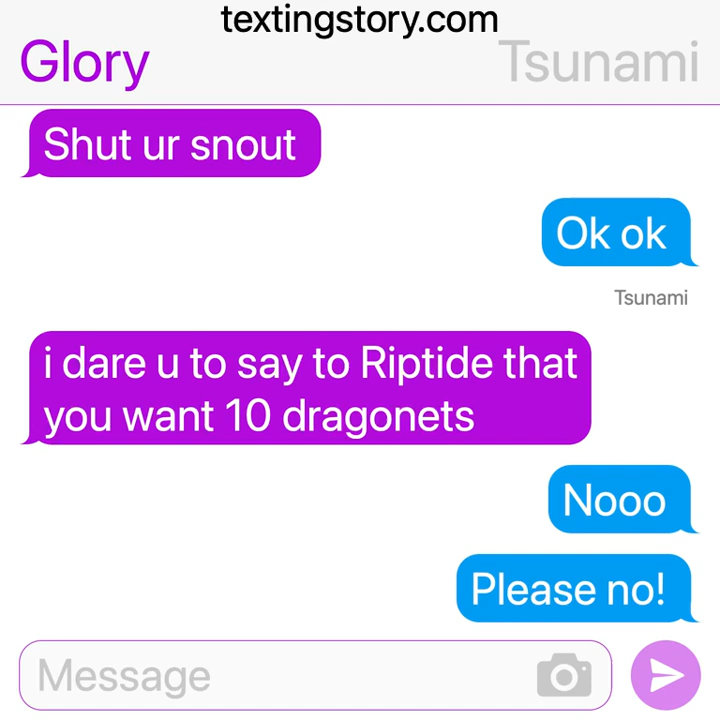 textingstory.com
Glory
Tsunami
Shut ur snout
Ok ok
Tsunami
i dare u to say to Riptide that
you want 10 dragonets
Nooo
Please no!
Message